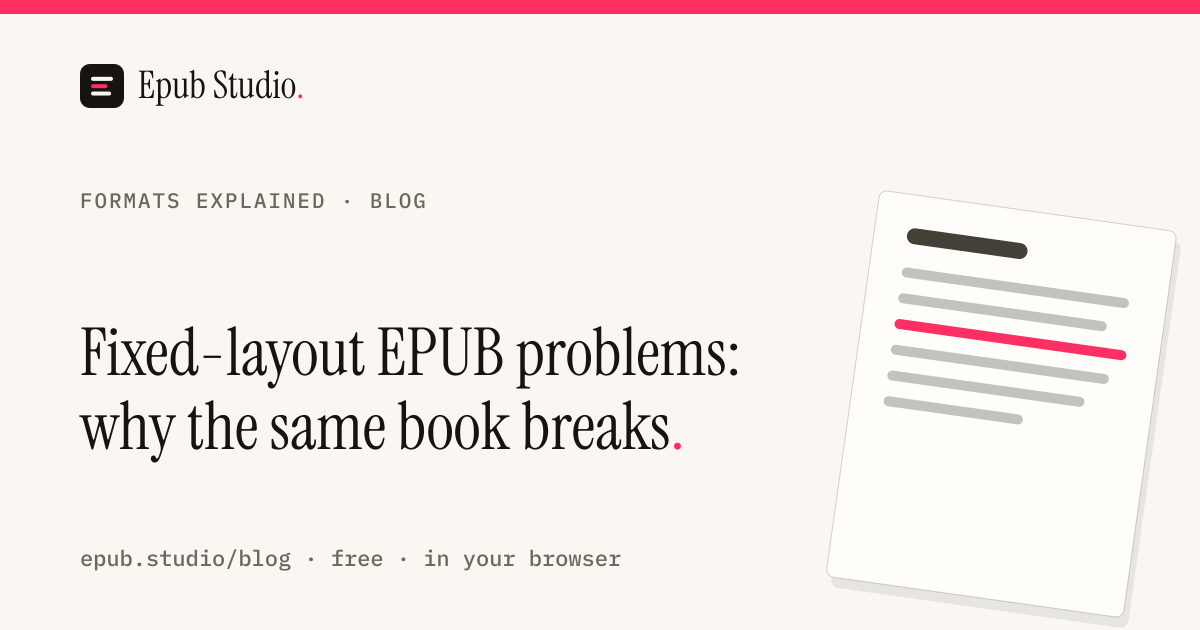 Epub Studio.
FORMATS EXPLAINED · BLOG
Fixed-layout EPUB problems:
why the same book breaks.
epub.studio/blog · free · in your browser